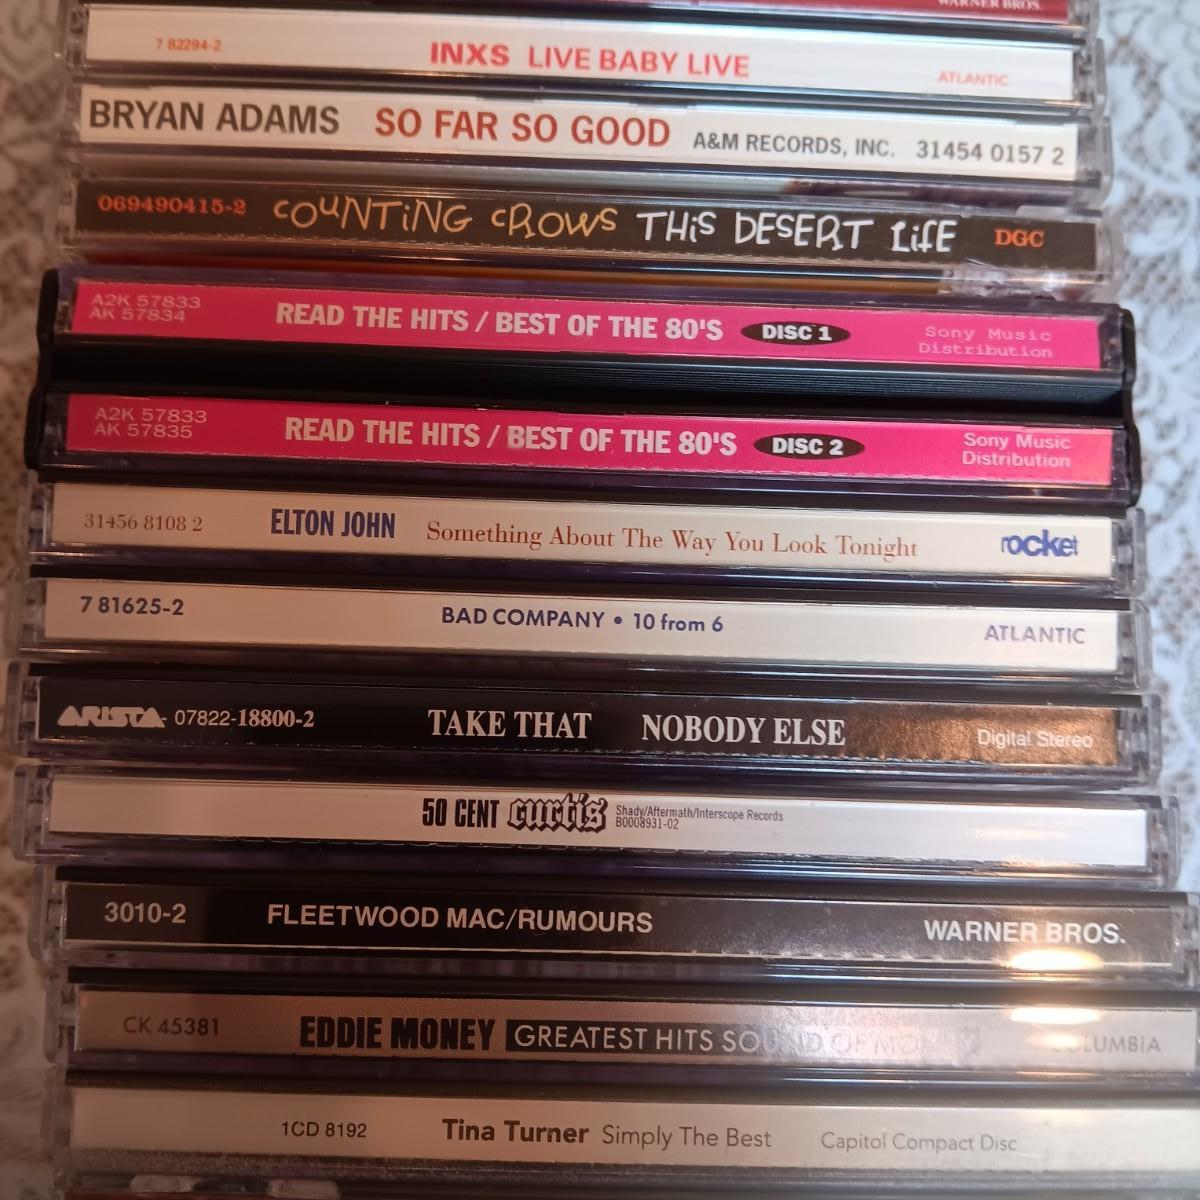 WARNER BROS.
7 82294-2 INXS LIVE BABY LIVE ATLANTIC
BRYAN ADAMS SO FAR SO GOOD A&M RECORDS, INC. 31454 0157 2
069490415-2 COUNTING CROWS THIS DESERT LIFE DGC
A2K 57833
AK 57834
READ THE HITS / BEST OF THE 80'S DISC 1
Sony Music
Distribution
A2K 57833
AK 57835
READ THE HITS / BEST OF THE 80'S DISC 2
Sony Music
Distribution
31456 8108 2 ELTON JOHN Something About The Way You Look Tonight rocket
7 81625-2 BAD COMPANY • 10 from 6 ATLANTIC
ARISTA- 07822-18800-2 TAKE THAT NOBODY ELSE Digital Stereo
50 CENT curtis
Shady/Aftermath/Interscope Records
B0008931-02
3010-2 FLEETWOOD MAC/RUMOURS WARNER BROS.
CK 45381 EDDIE MONEY GREATEST HITS SOUND OF MONEY COLUMBIA
1CD 8192 Tina Turner Simply The Best Capitol Compact Disc